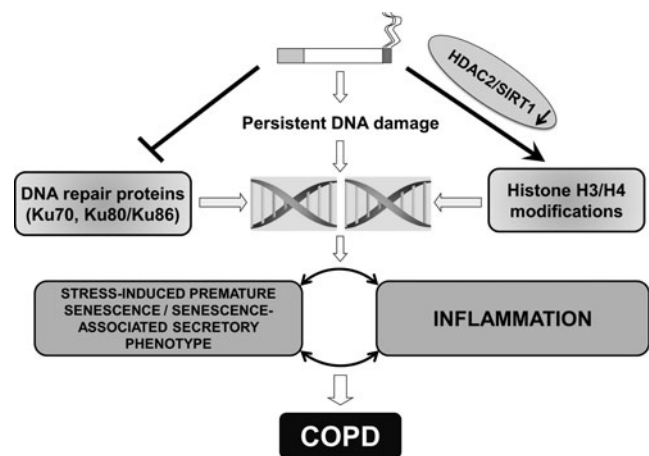 HDAC2/SIRT1
Persistent DNA damage
DNA repair proteins
(Ku70, Ku80/Ku86)
Histone H3/H4
modifications
STRESS-INDUCED PREMATURE
SENESCENCE / SENESCENCE-
ASSOCIATED SECRETORY
PHENOTYPE
INFLAMMATION
COPD